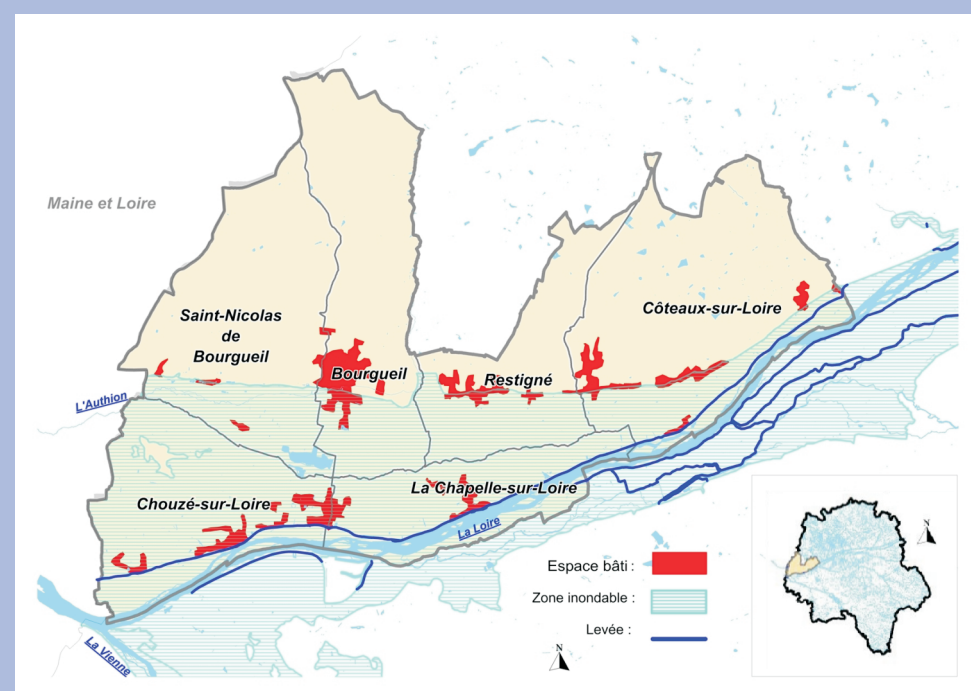 Maine et Loire
Saint-Nicolas
de
Bourgueil
Côteaux-sur-Loire
Bourgueil
Restigné
L'Authion
La Chapelle-sur-Loire
Chouzé-sur-Loire
La Loire
La Vienne
Espace bâti :
Zone inondable :
Levée :
N
N